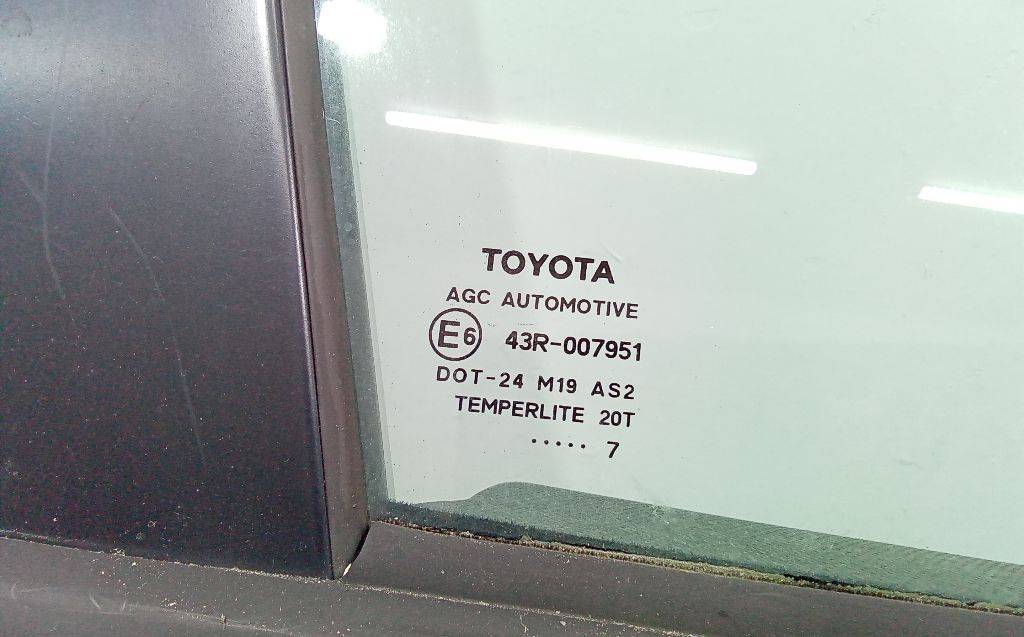 TOYOTA
AGC AUTOMOTIVE
E6 43R-007951
DOT-24 M19 AS2
TEMPERLITE 20T
..... 7